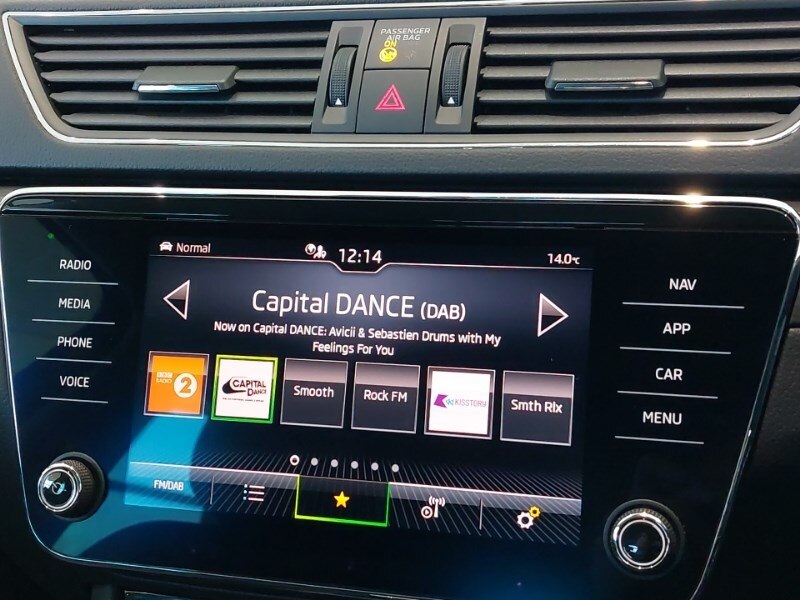 PASSENGER
AIR BAG
ON
Normal
12:14
14.0°C
RADIO
MEDIA
PHONE
VOICE
NAV
APP
CAR
MENU
Capital DANCE (DAB)
Now on Capital DANCE: Avicii & Sebastien Drums with My
Feelings For You
BBC
RADIO 2
CAPITAL
DANCE
Smooth
Rock FM
KISSTORY
Smth Rlx
FM/DAB